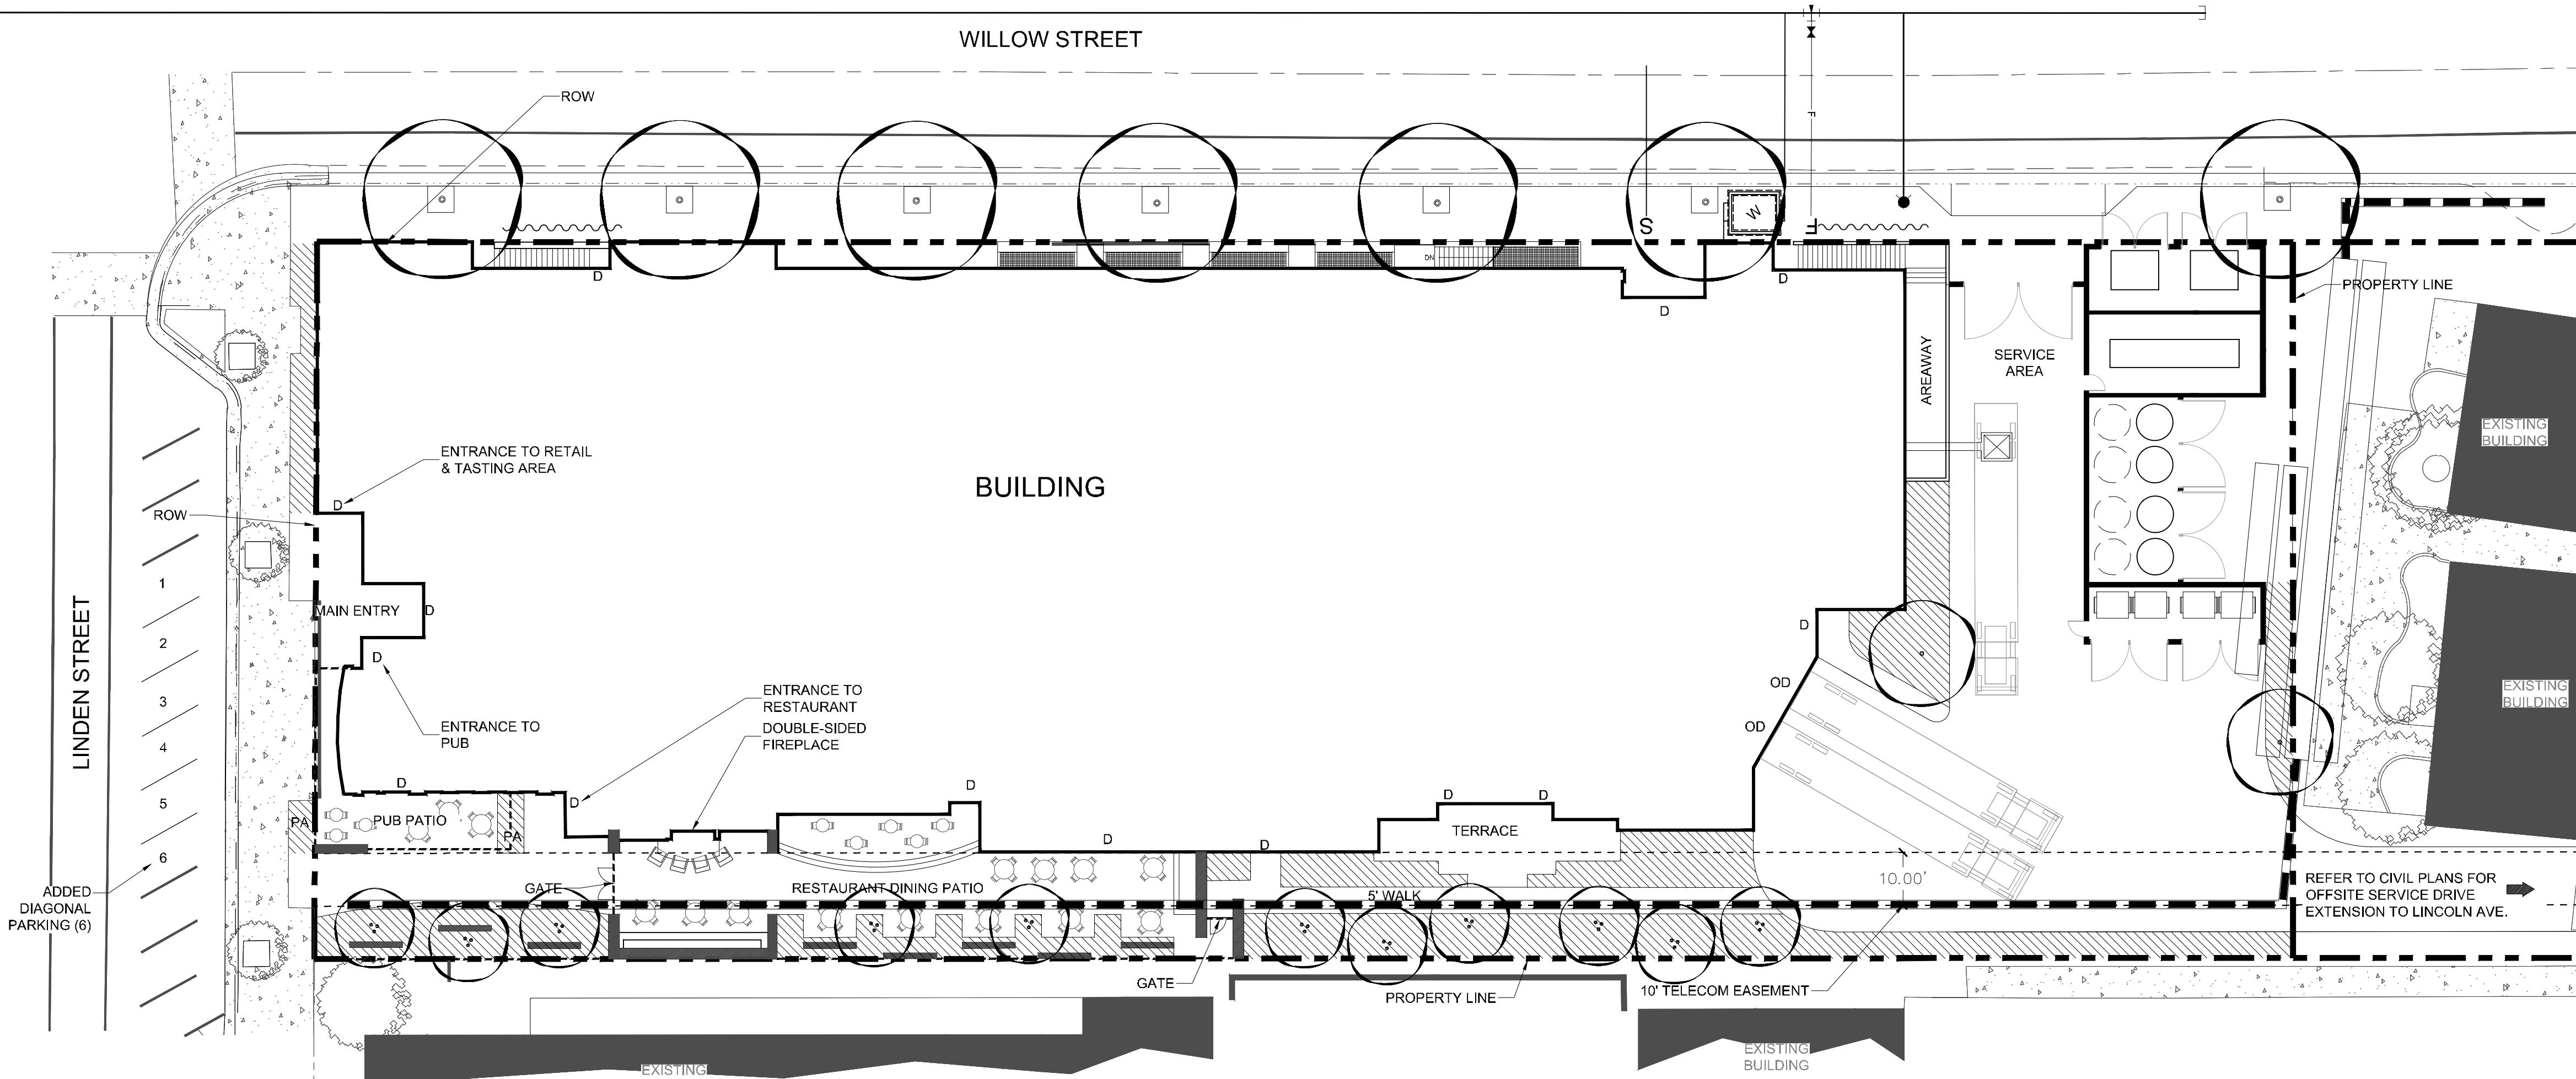 WILLOW STREET
ROW
F
S
W
F
DN
D
D
D
PROPERTY LINE
AREAWAY
SERVICE
AREA
EXISTING
BUILDING
ENTRANCE TO RETAIL
& TASTING AREA
BUILDING
D
ROW
1
MAIN ENTRY
D
D
2
D
LINDEN STREET
3
OD
EXISTING
BUILDING
ENTRANCE TO
RESTAURANT
ENTRANCE TO
PUB
DOUBLE-SIDED
FIREPLACE
OD
4
D
D
D
D
D
5
PA
PUB PATIO
PA
TERRACE
D
D
6
ADDED
DIAGONAL
PARKING (6)
GATE
RESTAURANT DINING PATIO
5' WALK
10.00'
REFER TO CIVIL PLANS FOR
OFFSITE SERVICE DRIVE
EXTENSION TO LINCOLN AVE.
GATE
PROPERTY LINE
10' TELECOM EASEMENT
EXISTING
EXISTING
BUILDING